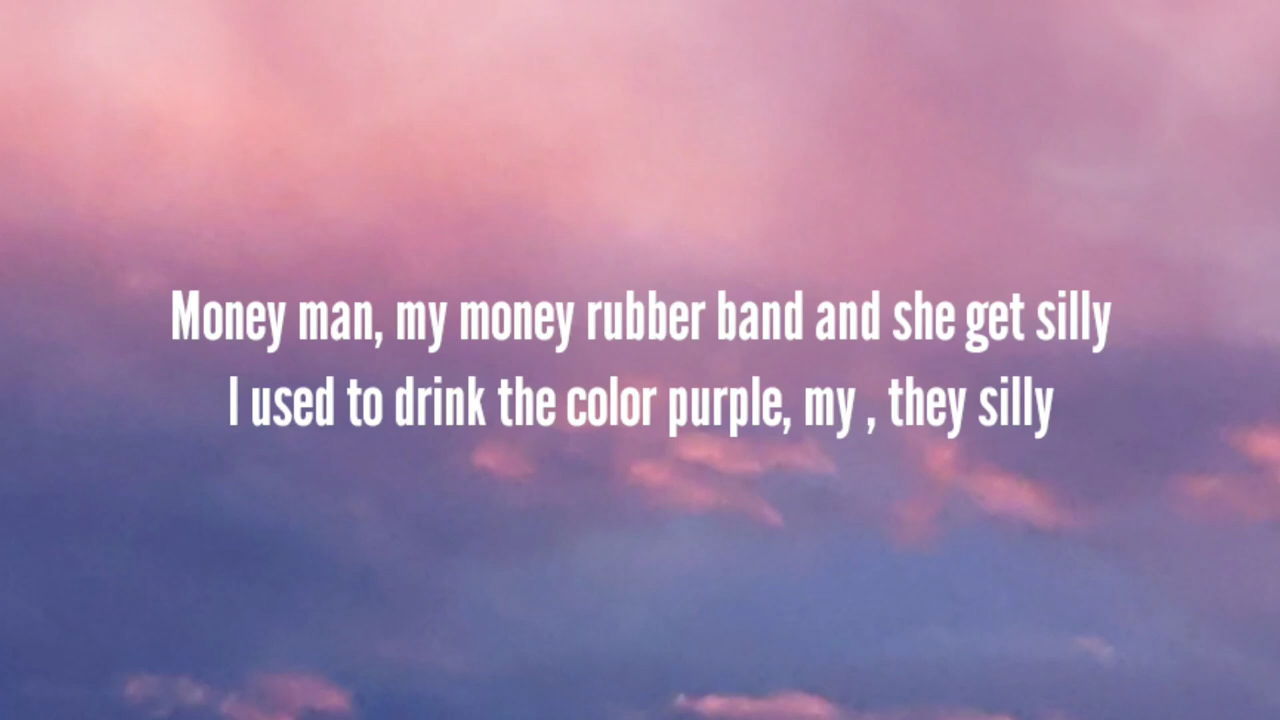 Money man, my money rubber band and she get silly
I used to drink the color purple, my , they silly